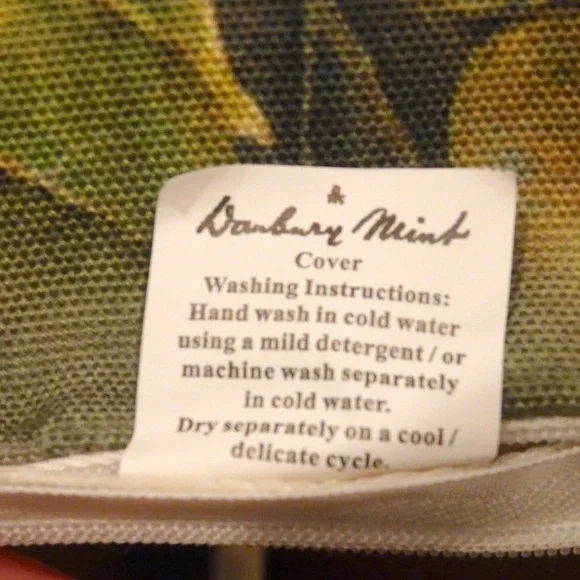 Danbury Mint
Cover
Washing Instructions:
Hand wash in cold water
using a mild detergent / or
machine wash separately
in cold water.
Dry separately on a cool /
delicate cycle.